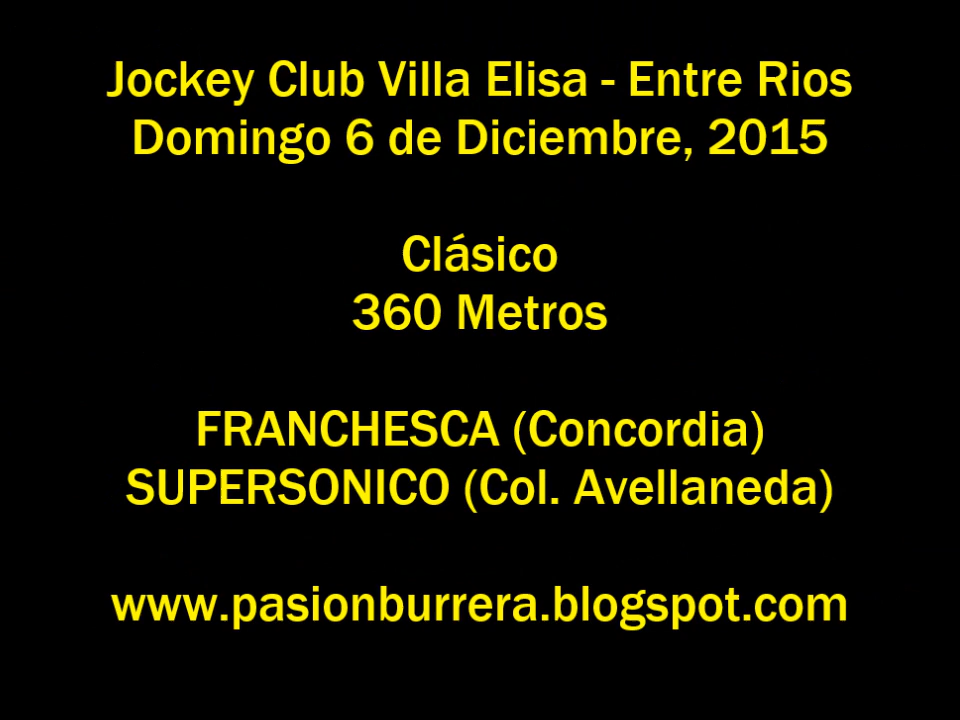 Jockey Club Villa Elisa - Entre Rios
Domingo 6 de Diciembre, 2015
Clásico
360 Metros
FRANCHESCA (Concordia)
SUPERSONICO (Col. Avellaneda)
www.pasionburrera.blogspot.com